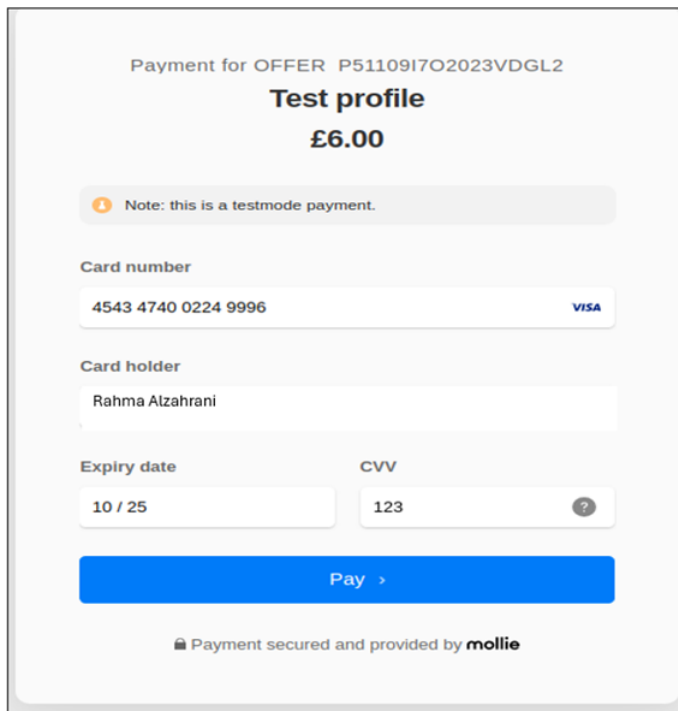 Payment for OFFER P51109I7O2023VDGL2
Test profile
£6.00
Note: this is a testmode payment.
Card number
4543 4740 0224 9996 VISA
Card holder
Rahma Alzahrani
Expiry date CVV
10 / 25 123 ?
Pay ›
Payment secured and provided by mollie